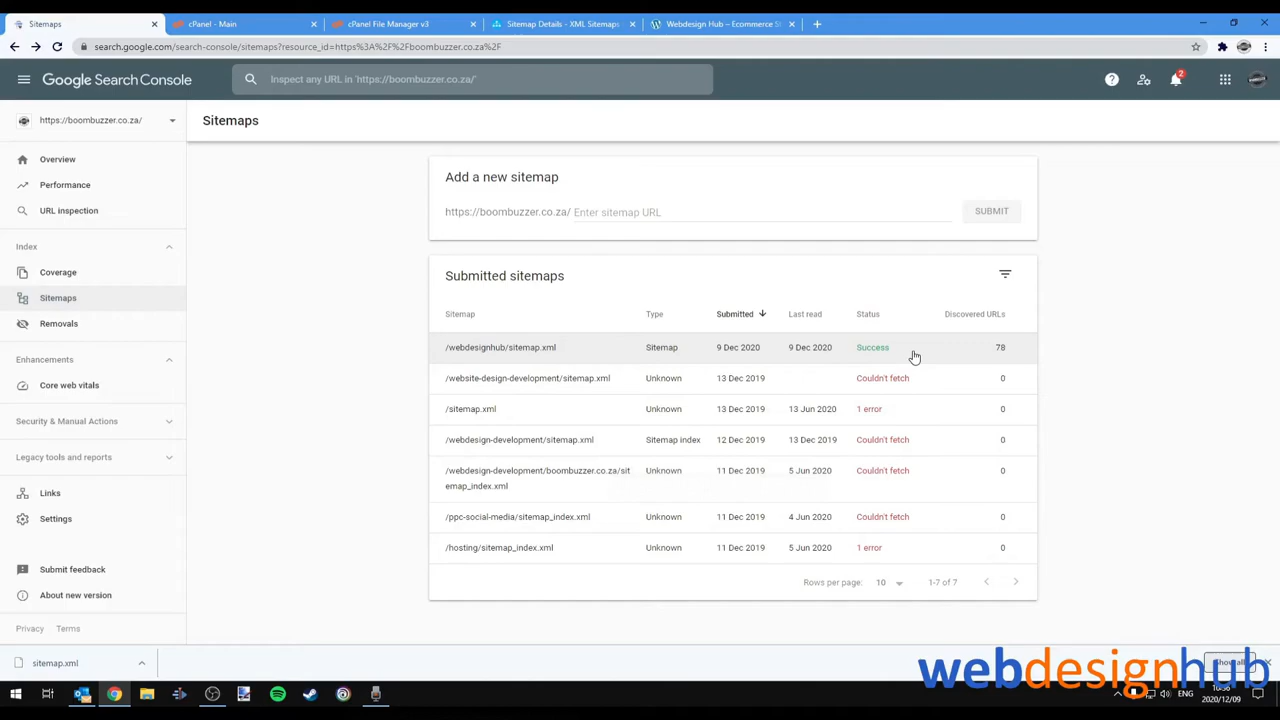 Sitemaps
cPanel - Main
cPanel File Manager v3
Sitemap Details - XML Sitemaps
Webdesign Hub – Ecommerce S
search.google.com/search-console/sitemaps?resource_id=https%3A%2F%2Fboombuzzer.co.za%2F
Google Search Console
Inspect any URL in 'https://boombuzzer.co.za/'
2
https://boombuzzer.co.za/
Sitemaps
Overview
Performance
URL inspection
Index
Coverage
Sitemaps
Removals
Enhancements
Core web vitals
Security & Manual Actions
Legacy tools and reports
Links
Settings
Submit feedback
About new version
Privacy Terms
Add a new sitemap
https://boombuzzer.co.za/ Enter sitemap URL
SUBMIT
Submitted sitemaps
Sitemap Type Submitted Last read Status Discovered URLs
/webdesignhub/sitemap.xml Sitemap 9 Dec 2020 9 Dec 2020 Success 78
/website-design-development/sitemap.xml Unknown 13 Dec 2019 Couldn't fetch 0
/sitemap.xml Unknown 13 Dec 2019 13 Jun 2020 1 error 0
/webdesign-development/sitemap.xml Sitemap index 12 Dec 2019 13 Dec 2019 Couldn't fetch 0
/webdesign-development/boombuzzer.co.za/sit Unknown 11 Dec 2019 5 Jun 2020 Couldn't fetch 0
emap_index.xml
/ppc-social-media/sitemap_index.xml Unknown 11 Dec 2019 4 Jun 2020 Couldn't fetch 0
/hosting/sitemap_index.xml Unknown 11 Dec 2019 5 Jun 2020 1 error 0
Rows per page: 10 1-7 of 7
sitemap.xml
Show all
webdesignhub
ENG
10:56
2020/12/09